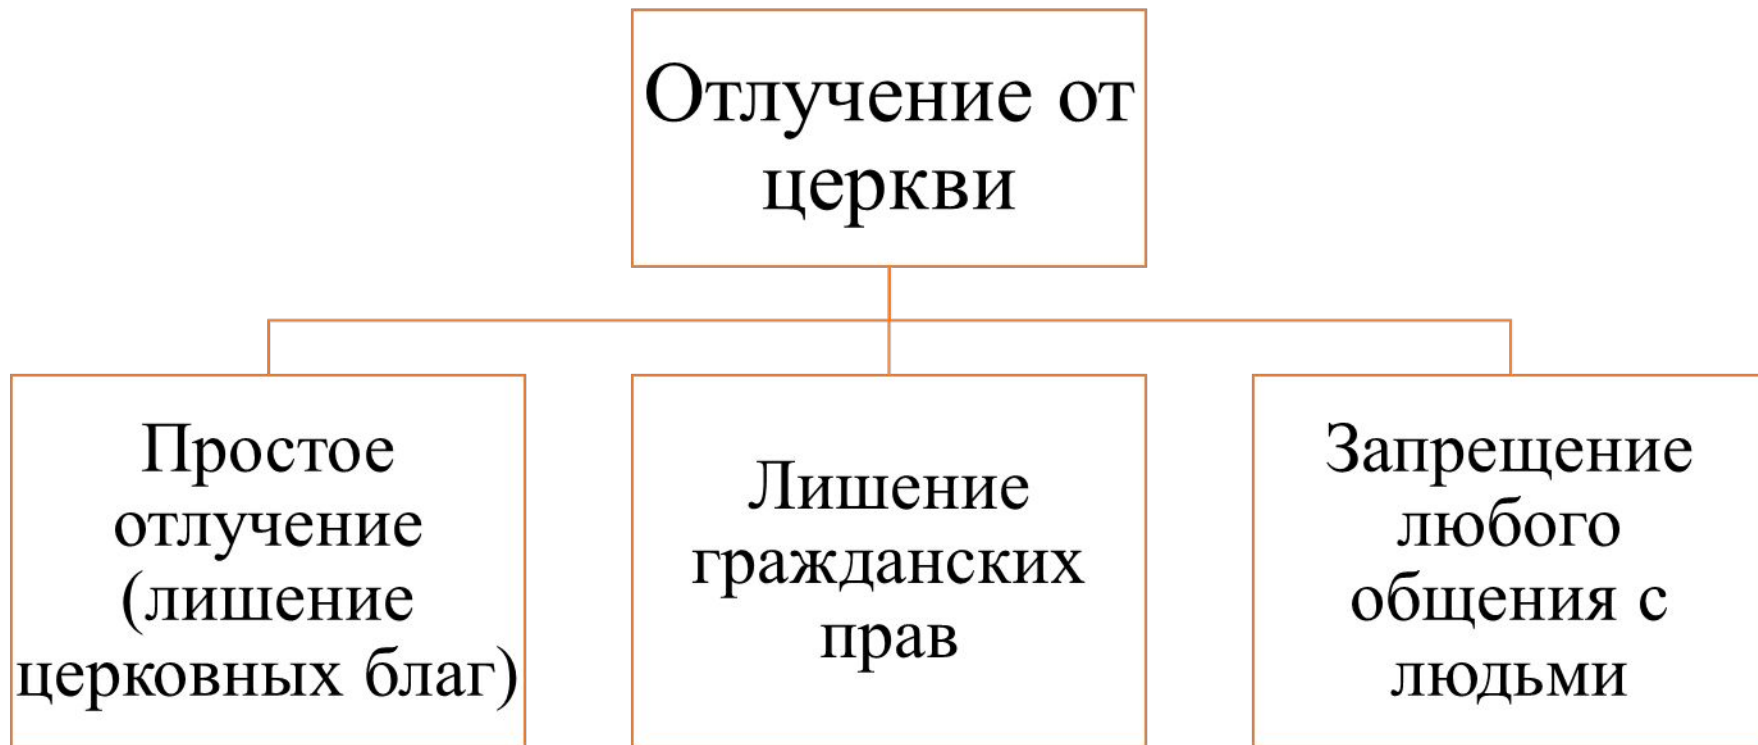 Отлучение от
церкви
Простое
отлучение
(лишение
церковных благ)
Лишение
гражданских
прав
Запрещение
любого
общения с
людьми